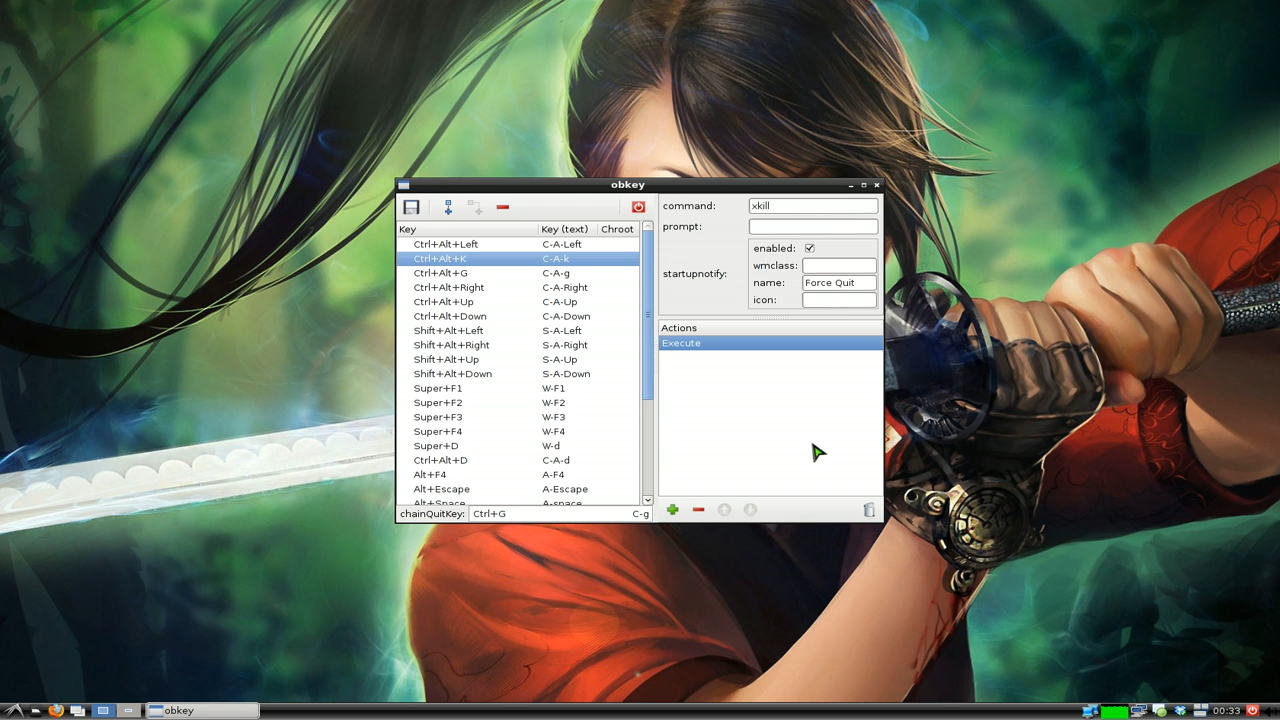 obkey
Key Key (text) Chroot
Ctrl+Alt+Left C-A-Left
Ctrl+Alt+K C-A-k
Ctrl+Alt+G C-A-g
Ctrl+Alt+Right C-A-Right
Ctrl+Alt+Up C-A-Up
Ctrl+Alt+Down C-A-Down
Shift+Alt+Left S-A-Left
Shift+Alt+Right S-A-Right
Shift+Alt+Up S-A-Up
Shift+Alt+Down S-A-Down
Super+F1 W-F1
Super+F2 W-F2
Super+F3 W-F3
Super+F4 W-F4
Super+D W-d
Ctrl+Alt+D C-A-d
Alt+F4 A-F4
Alt+Escape A-Escape
Alt+Space A-space
chainQuitKey: Ctrl+G C-g
command: xkill
prompt:
startupnotify:
enabled:
wmclass:
name: Force Quit
icon:
Actions
Execute
obkey
00:33